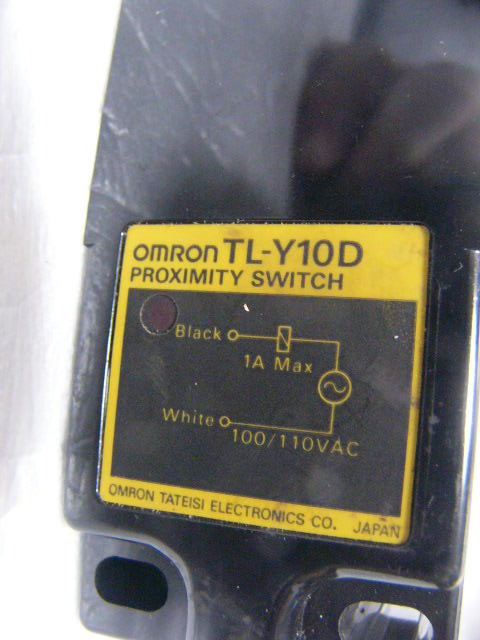 omron TL-Y10D
PROXIMITY SWITCH
Black
1A Max
White
100/110VAC
OMRON TATEISI ELECTRONICS CO. JAPAN